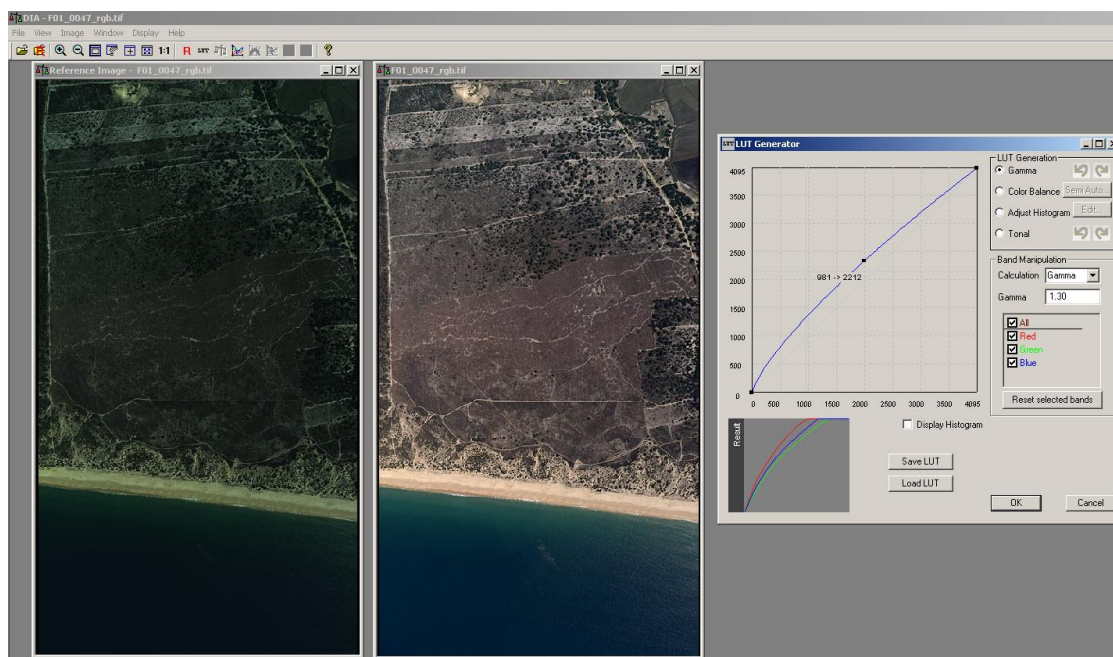 DIA - F01_0047_rgb.tif
File View Image Window Display Help
1:1 R LUT
Reference Image - F01_0047_rgb.tif
F01_0047_rgb.tif
LUT LUT Generator
4095
3500
3000
2500
2000
1500
1000
500
0
0 500 1000 1500 2000 2500 3000 3500 4095
981 -> 2212
LUT Generation
Gamma
Color Balance Semi Auto...
Adjust Histogram Edit...
Tonal
Band Manipulation
Calculation Gamma
Gamma 1.30
All
Red
Green
Blue
Reset selected bands
Result
Display Histogram
Save LUT
Load LUT
OK Cancel